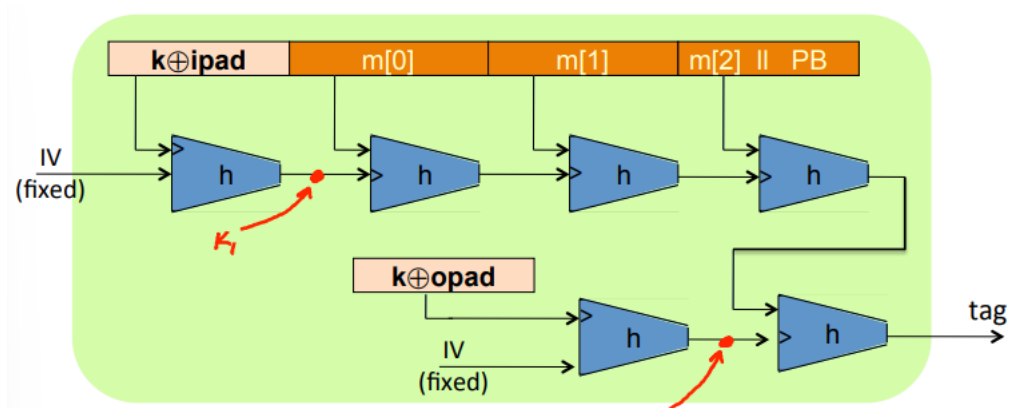 k⊕ipad m[0] m[1] m[2] ll PB
IV
(fixed)
h h h h
K₁
k⊕opad
h h
tag
IV
(fixed)